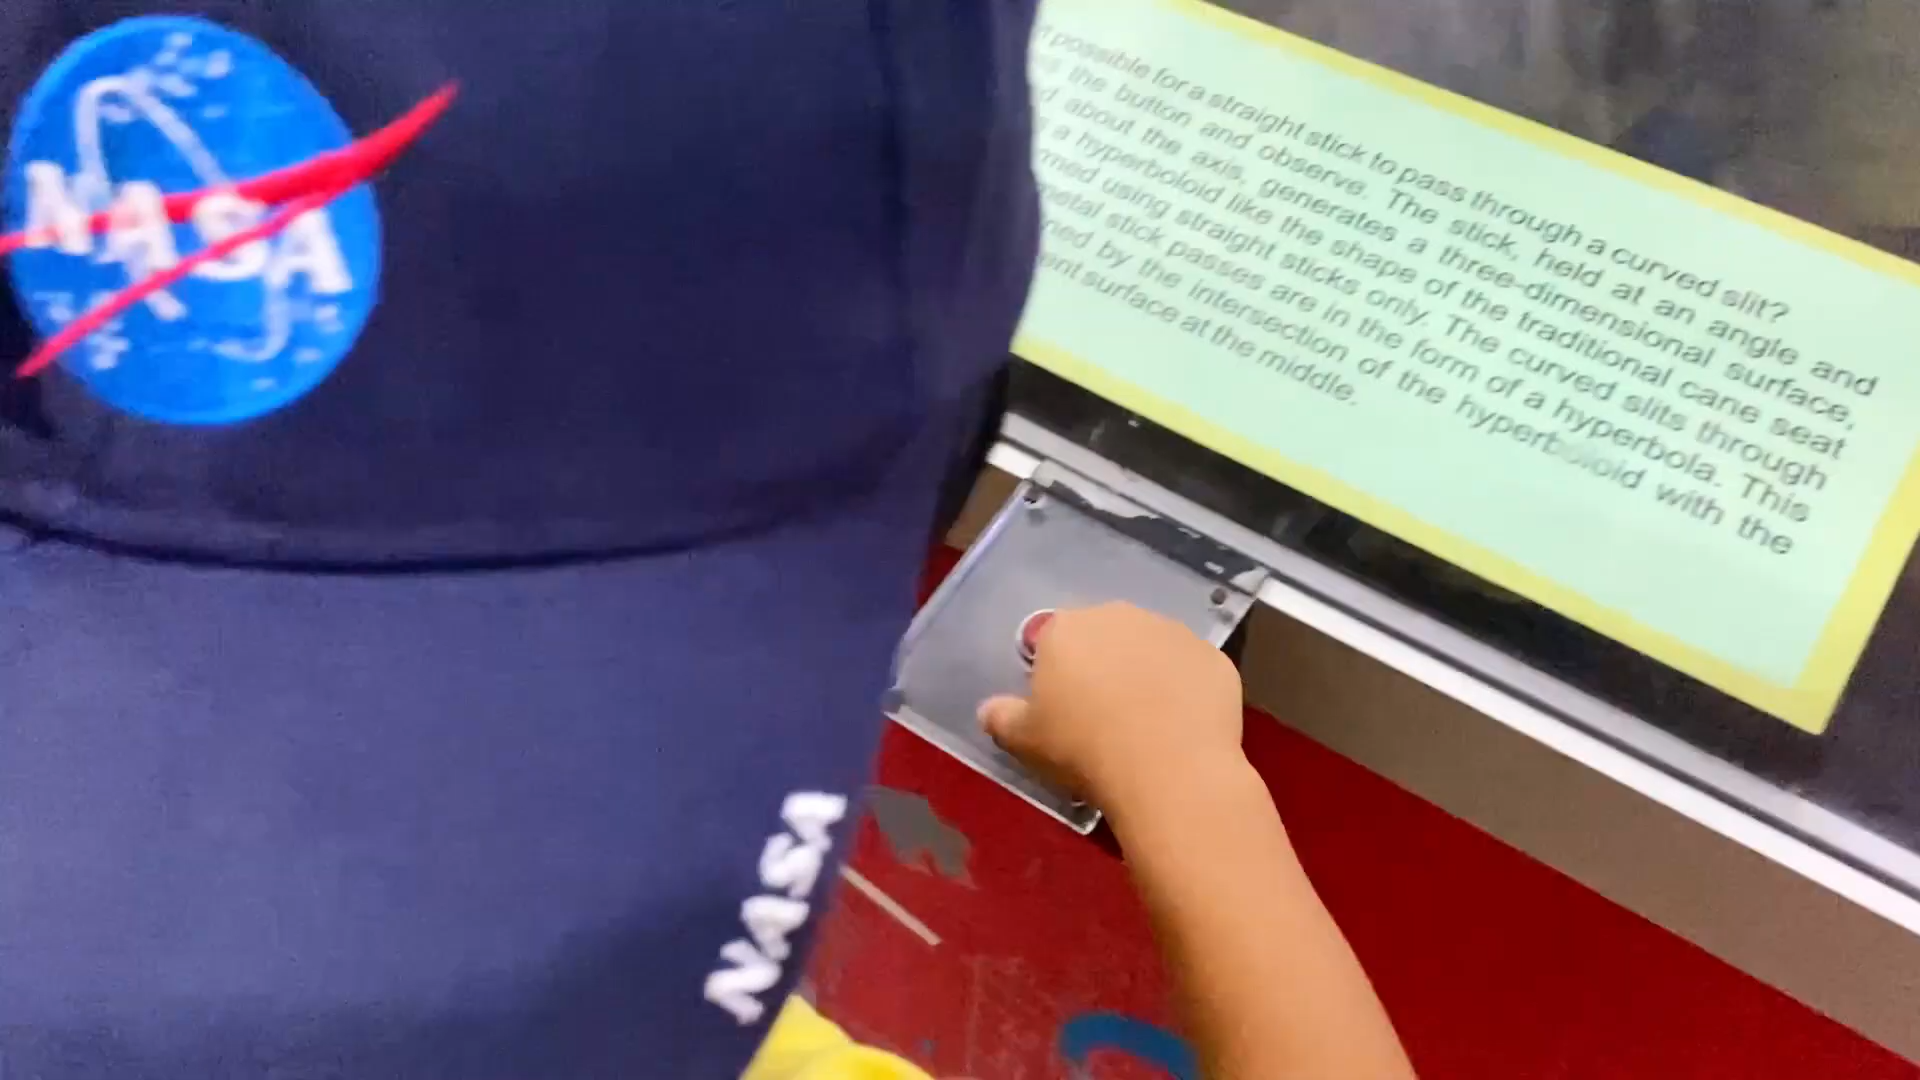 NASA
NASA
possible for a straight stick to pass through a curved slit?
the button and observe. The stick, held at an angle and
about the axis, generates a three-dimensional surface,
a hyperboloid like the shape of the traditional cane seat
using straight sticks only. The curved slits through
stick passes are in the form of a hyperbola. This
by the intersection of the hyperboloid with the
surface at the middle.